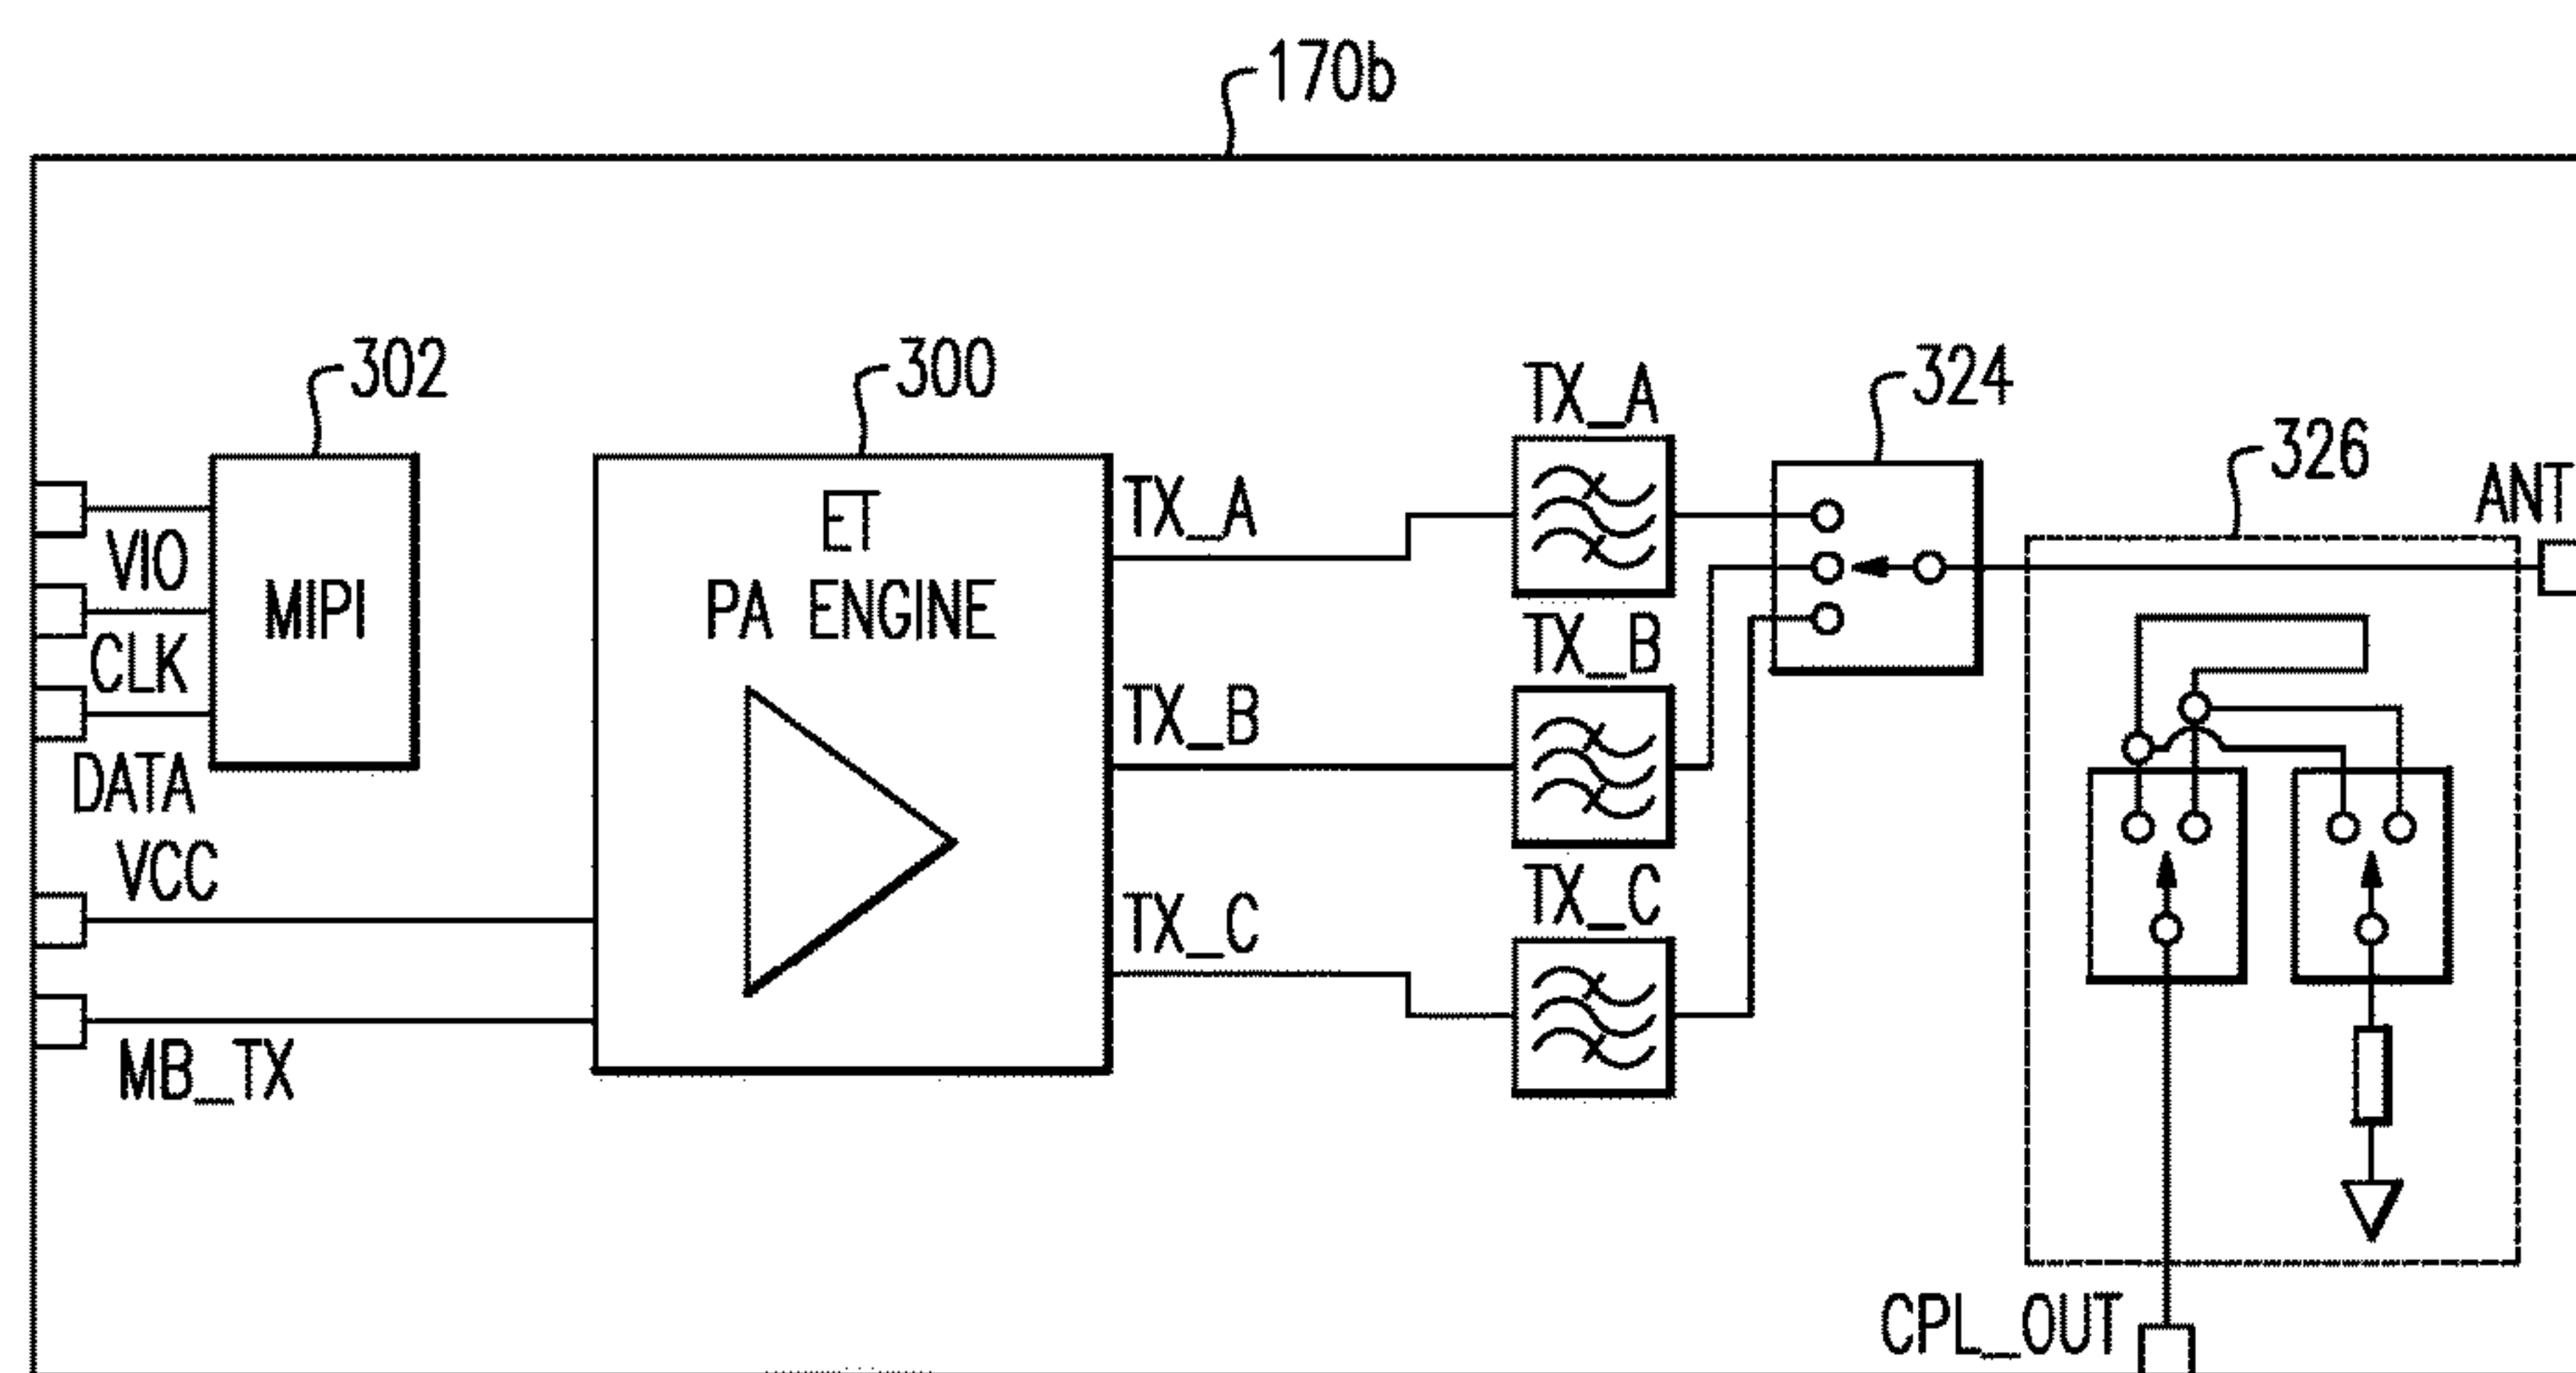 170b
302
300
TX_A
324
326
ANT
VIO
CLK
DATA
MIPI
ET
PA ENGINE
TX_A
TX_B
TX_B
TX_C
TX_C
VCC
MB_TX
CPL_OUT